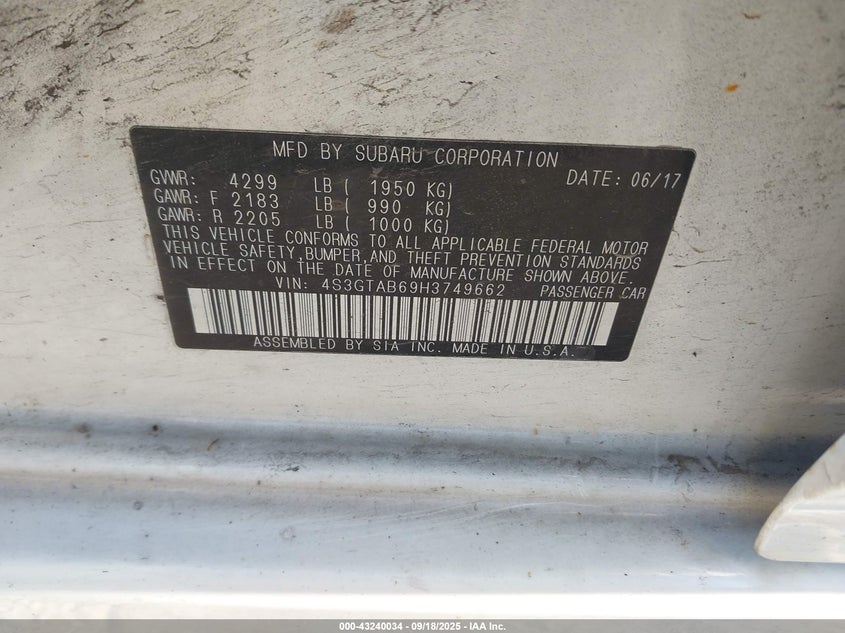 MFD BY SUBARU CORPORATION DATE: 06/17
GVWR: 4299 LB ( 1950 KG)
GAWR: F 2183 LB ( 990 KG)
GAWR: R 2205 LB ( 1000 KG)
THIS VEHICLE CONFORMS TO ALL APPLICABLE FEDERAL MOTOR
VEHICLE SAFETY,BUMPER,AND THEFT PREVENTION STANDARDS
IN EFFECT ON THE DATE OF MANUFACTURE SHOWN ABOVE.
VIN: 4S3GTAB69H3749662 PASSENGER CAR
ASSEMBLED BY SIA INC. MADE IN U.S.A.
000-43240034 - 09/18/2025 - IAA Inc.